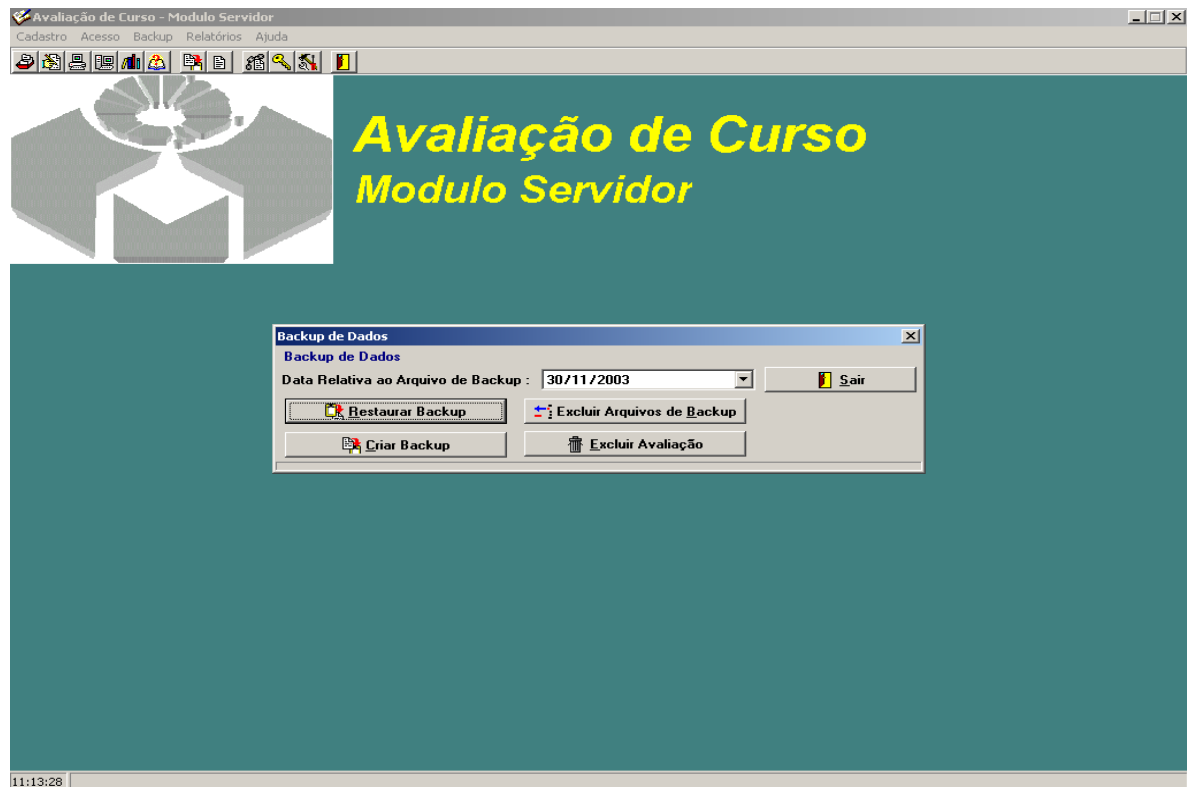 Avaliação de Curso - Modulo Servidor
Cadastro Acesso Backup Relatórios Ajuda
Avaliação de Curso
Modulo Servidor
Backup de Dados
Backup de Dados
Data Relativa ao Arquivo de Backup : 30/11/2003 Sair
Restaurar Backup Excluir Arquivos de Backup
Criar Backup Excluir Avaliação
11:13:28